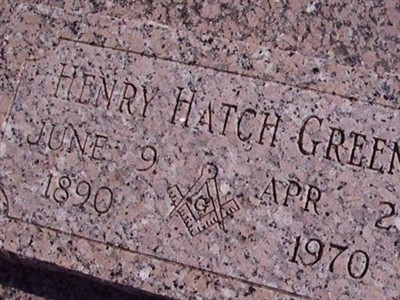 HENRY HATCH GREEN
JUNE 9
1890
G
APR 2
1970